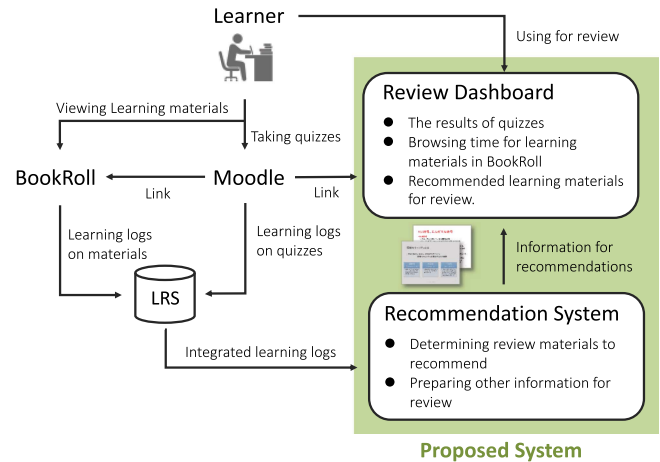 Learner
Using for review
Viewing Learning materials
Taking quizzes
BookRoll
Moodle
Link
Link
Learning logs
on materials
Learning logs
on quizzes
LRS
Integrated learning logs
Review Dashboard
● The results of quizzes
● Browsing time for learning
materials in BookRoll
● Recommended learning materials
for review.
Information for
recommendations
Recommendation System
● Determining review materials to
recommend
● Preparing other information for
review
Proposed System